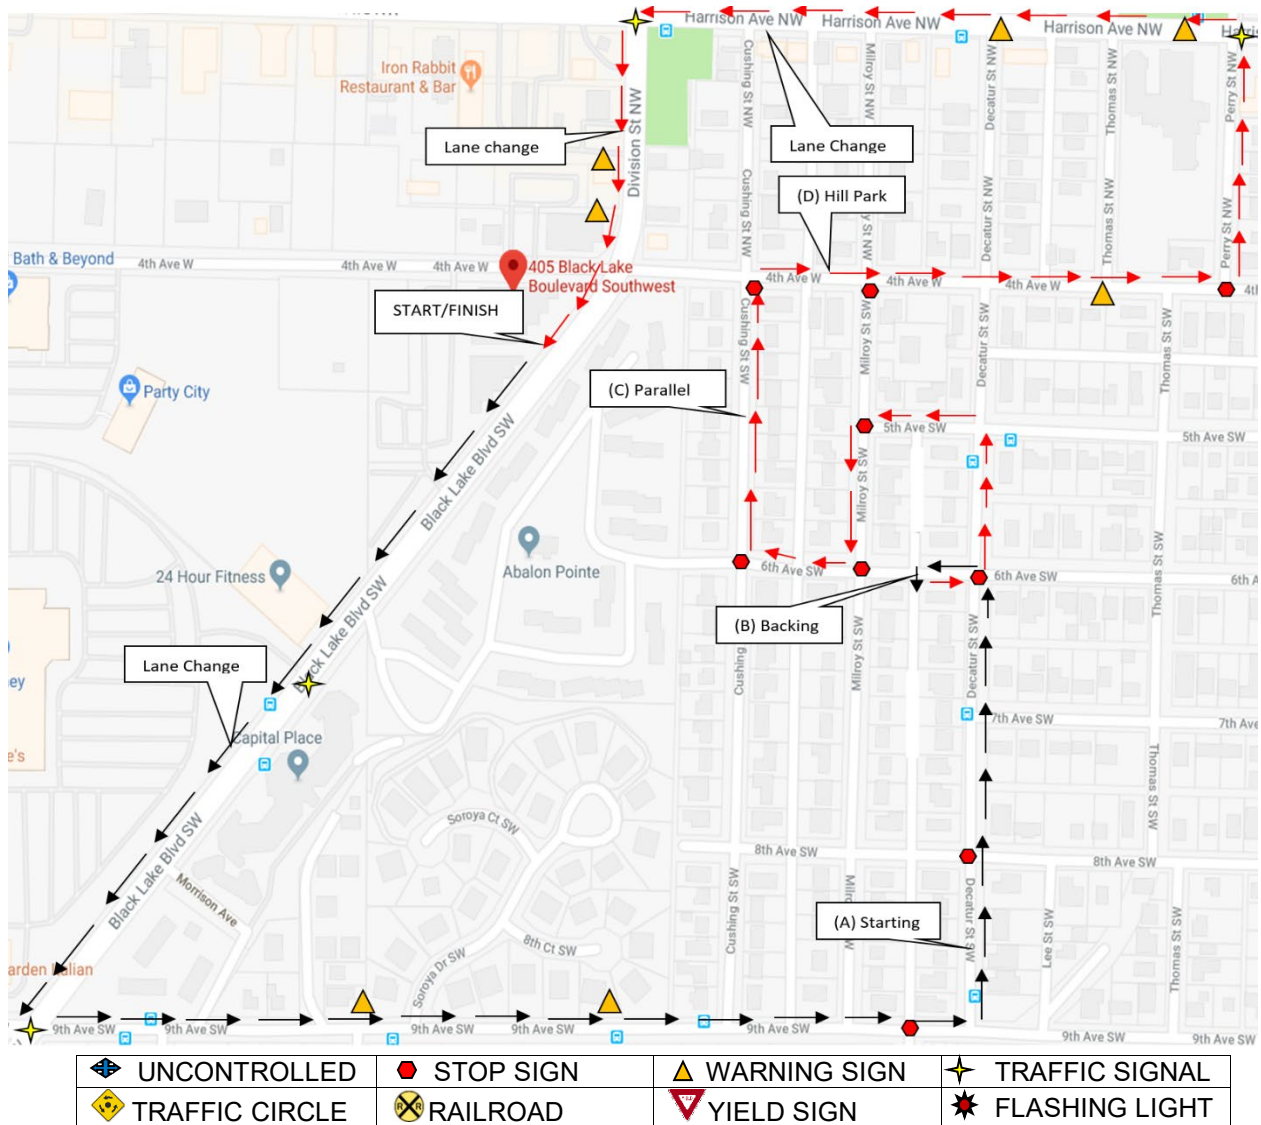 Harrison Ave NW
Harrison Ave NW
Harrison Ave NW
Iron Rabbit
Restaurant & Bar
Cushing St NW
Milroy St NW
Decatur St NW
Thomas St NW
Perry St NW
Lane change
Division St NW
Lane Change
(D) Hill Park
Cushing St NW
Decatur St NW
Thomas St NW
Perry St NW
Bath & Beyond
4th Ave W
4th Ave W
4th Ave W
405 Black Lake
Boulevard Southwest
4th Ave W
4th Ave W
4th Ave W
START/FINISH
Cushing St SW
Milroy St SW
Decatur St SW
Thomas St SW
Party City
(C) Parallel
Black Lake Blvd SW
5th Ave SW
5th Ave SW
Milroy St SW
24 Hour Fitness
Abalon Pointe
6th Ave SW
6th Ave SW
6th A
Thomas St SW
Black Lake Blvd SW
(B) Backing
Lane Change
Cushing
Milroy St SW
Decatur St SW
7th Ave SW
7th Ave
Capital Place
Thomas St SW
Soroya Ct SW
Black Lake Blvd SW
8th Ave SW
8th Ave SW
Morrison Ave
Cushing St SW
(A) Starting
Decatur St SW
Lee St SW
Thomas St SW
8th Ct SW
Soroya Dr SW
arden Italian
9th Ave SW
9th Ave SW
9th Ave SW
9th Ave SW
9th Ave SW
9th Ave SW
9th Ave SW
UNCONTROLLED
STOP SIGN
WARNING SIGN
TRAFFIC SIGNAL
TRAFFIC CIRCLE
RAILROAD
YIELD SIGN
FLASHING LIGHT